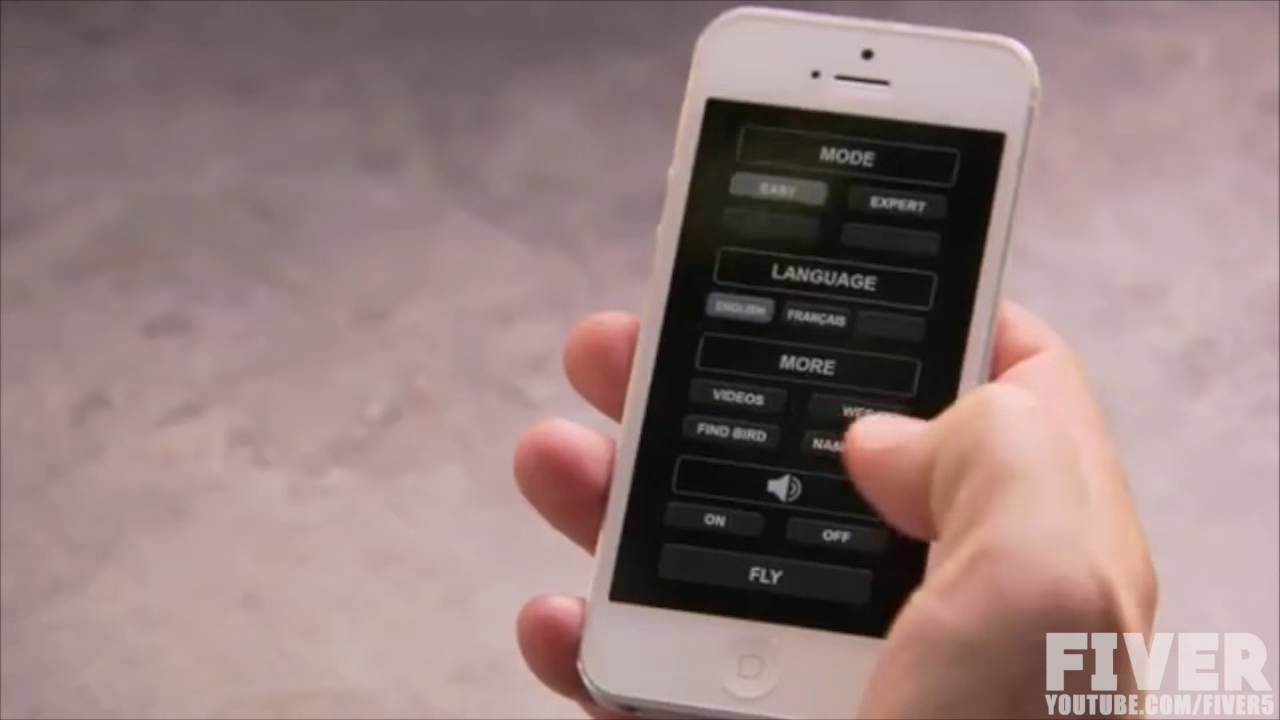 MODE
EASY EXPERT
LANGUAGE
ENGLISH FRANÇAIS
MORE
VIDEOS
FIND BIRD
ON OFF
FLY
FIVER
YOUTUBE.COM/FIVER5